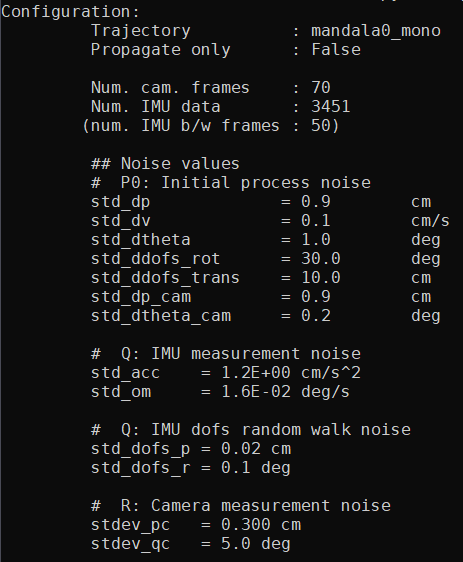 Configuration:
Trajectory : mandala0_mono
Propagate only : False
Num. cam. frames : 70
Num. IMU data : 3451
(num. IMU b/w frames : 50)
## Noise values
# P0: Initial process noise
std_dp = 0.9 cm
std_dv = 0.1 cm/s
std_dtheta = 1.0 deg
std_ddofs_rot = 30.0 deg
std_ddofs_trans = 10.0 cm
std_dp_cam = 0.9 cm
std_dtheta_cam = 0.2 deg
# Q: IMU measurement noise
std_acc = 1.2E+00 cm/s^2
std_om = 1.6E-02 deg/s
# Q: IMU dofs random walk noise
std_dofs_p = 0.02 cm
std_dofs_r = 0.1 deg
# R: Camera measurement noise
stdev_pc = 0.300 cm
stdev_qc = 5.0 deg